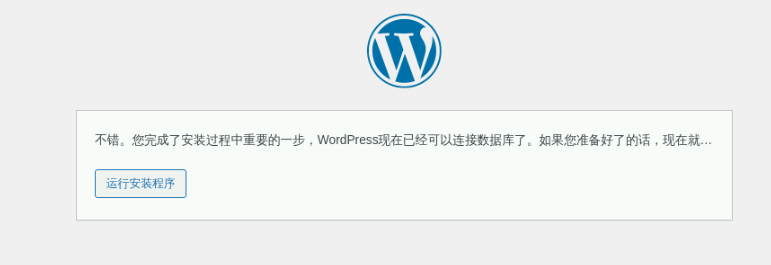 不错。您完成了安装过程中重要的一步，WordPress现在已经可以连接数据库了。如果您准备好了的话，现在就…
运行安装程序